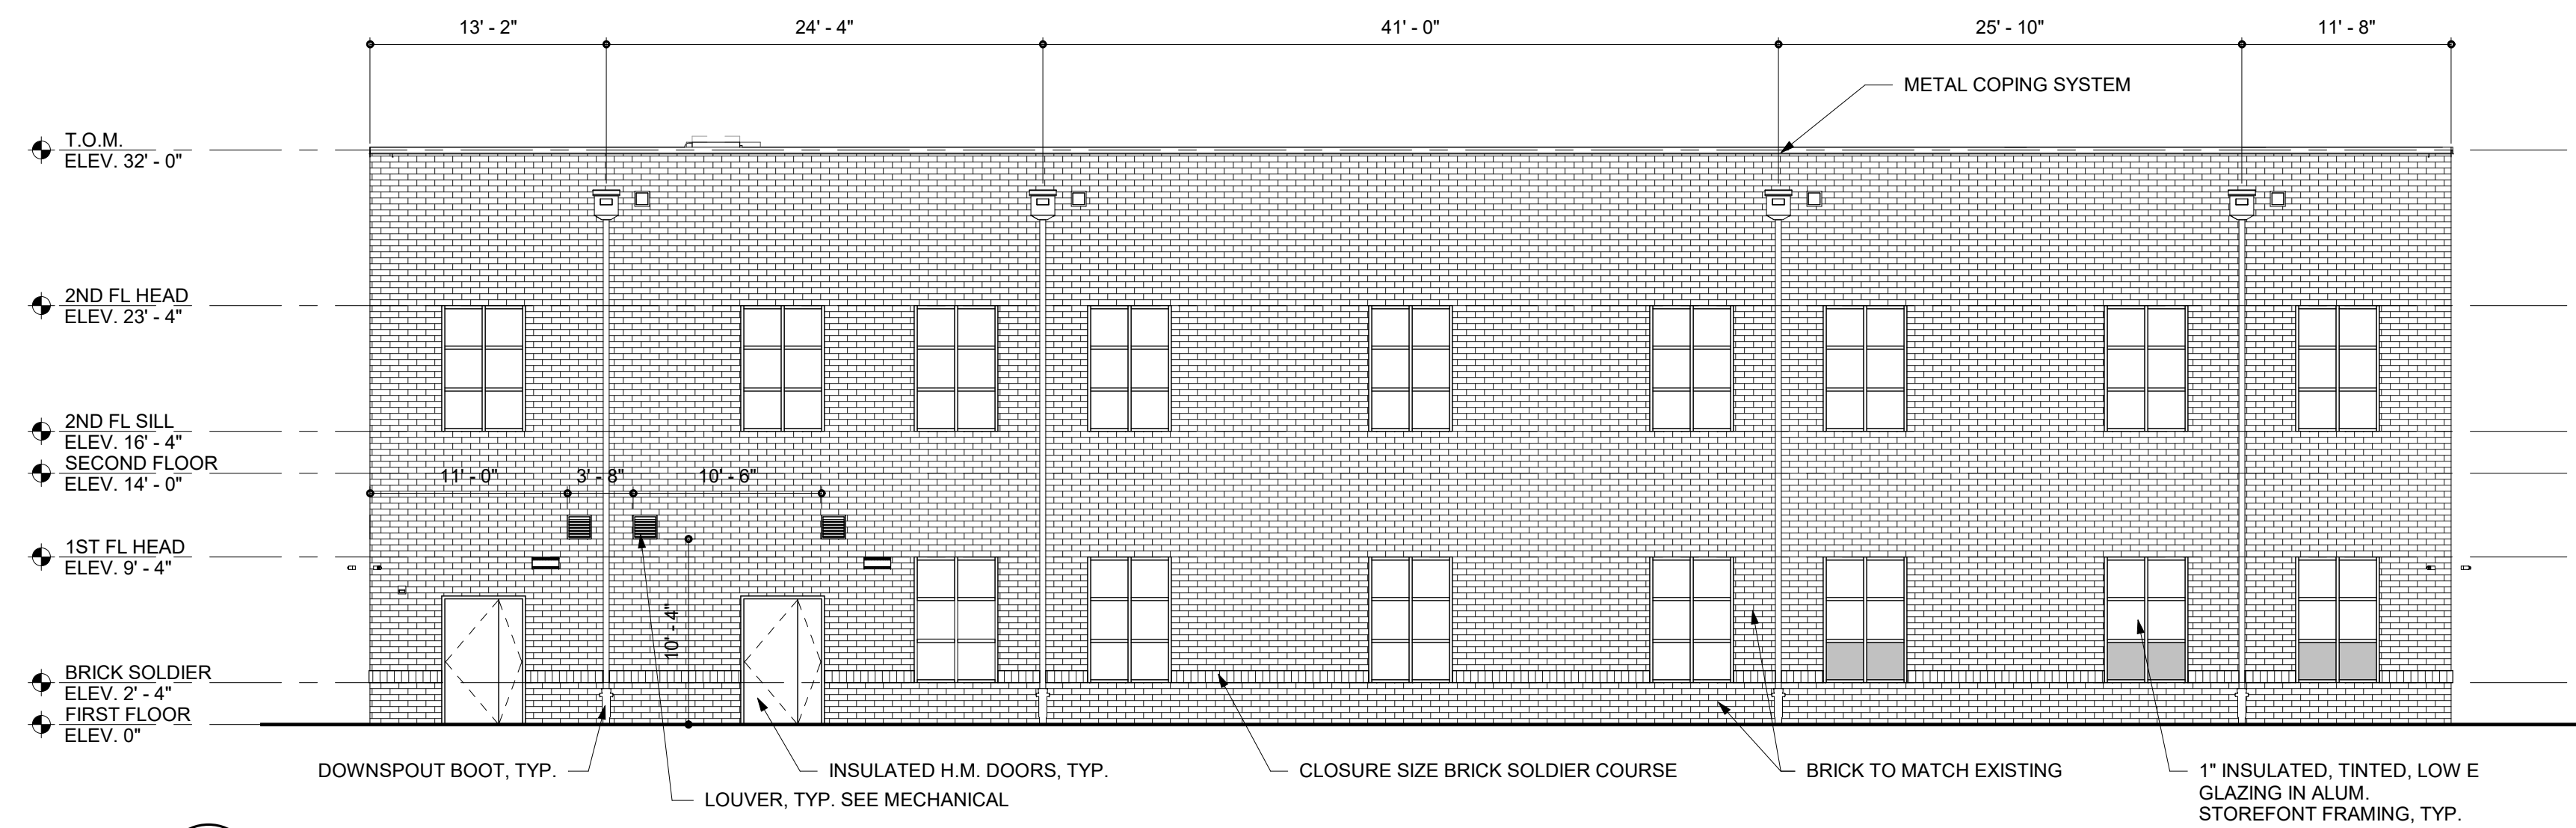 13' - 2"
24' - 4"
41' - 0"
25' - 10"
11' - 8"
METAL COPING SYSTEM
T.O.M.
ELEV. 32' - 0"
2ND FL HEAD
ELEV. 23' - 4"
2ND FL SILL
ELEV. 16' - 4"
SECOND FLOOR
ELEV. 14' - 0"
11' - 0"
3' - 8"
10' - 6"
1ST FL HEAD
ELEV. 9' - 4"
10' - 4"
BRICK SOLDIER
ELEV. 2' - 4"
FIRST FLOOR
ELEV. 0"
DOWNSPOUT BOOT, TYP.
INSULATED H.M. DOORS, TYP.
CLOSURE SIZE BRICK SOLDIER COURSE
BRICK TO MATCH EXISTING
1" INSULATED, TINTED, LOW E
GLAZING IN ALUM.
STOREFONT FRAMING, TYP.
LOUVER, TYP. SEE MECHANICAL